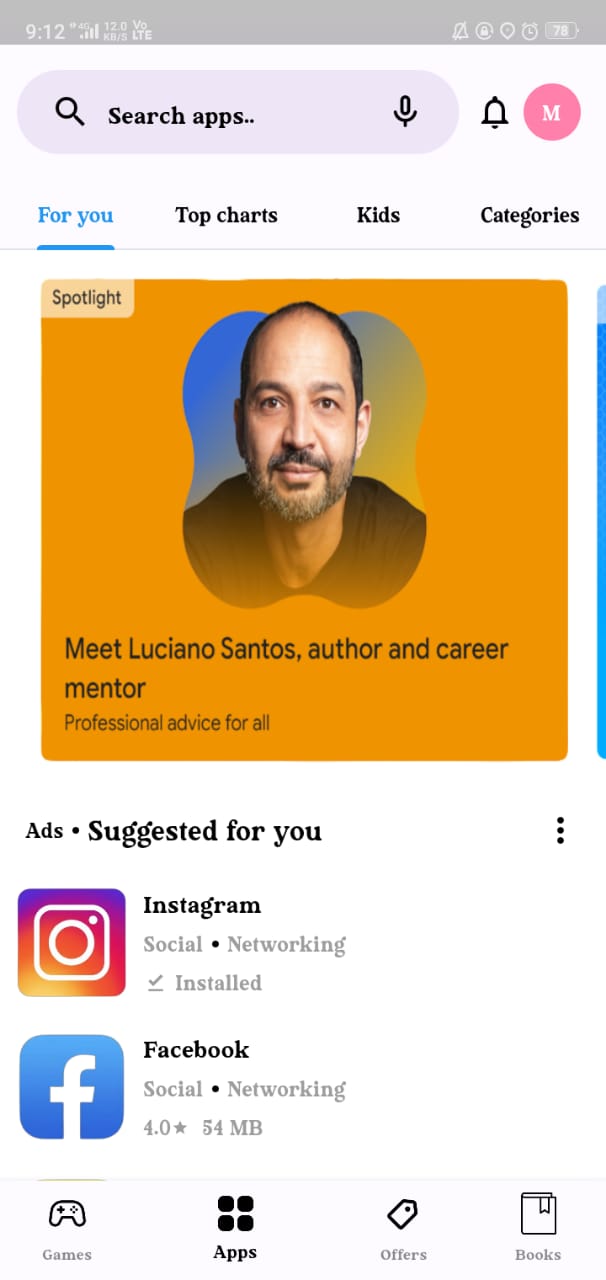 9:12 4G 12.0 KB/S Vo LTE 78
Search apps..
M
For you Top charts Kids Categories
Spotlight
Meet Luciano Santos, author and career
mentor
Professional advice for all
Ads • Suggested for you
Instagram
Social • Networking
Installed
Facebook
Social • Networking
4.0★ 54 MB
Games Apps Offers Books